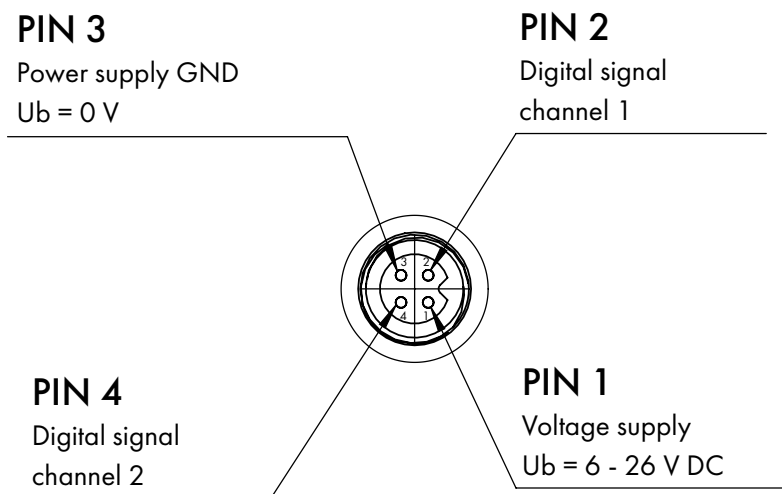 PIN 3
Power supply GND
Ub = 0 V
PIN 2
Digital signal
channel 1
3 2
4 1
PIN 4
Digital signal
channel 2
PIN 1
Voltage supply
Ub = 6 - 26 V DC